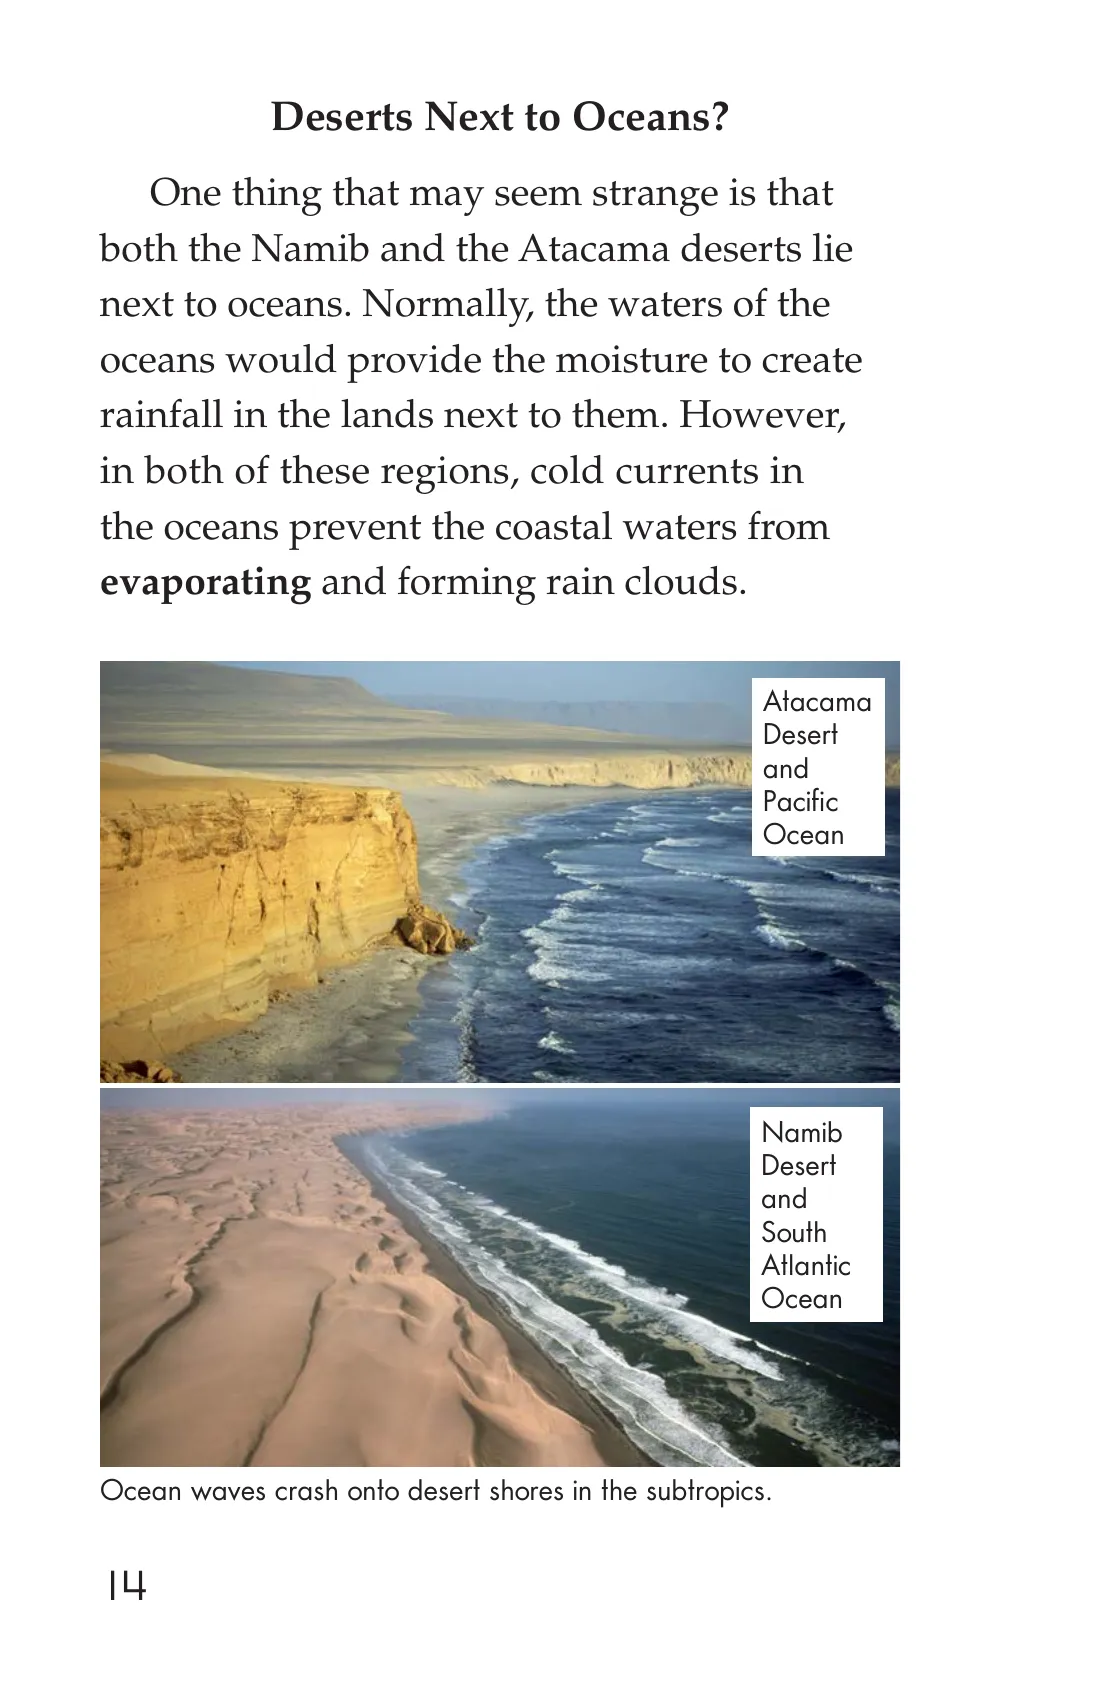 Deserts Next to Oceans?
One thing that may seem strange is that
both the Namib and the Atacama deserts lie
next to oceans. Normally, the waters of the
oceans would provide the moisture to create
rainfall in the lands next to them. However,
in both of these regions, cold currents in
the oceans prevent the coastal waters from
evaporating and forming rain clouds.
Atacama
Desert
and
Pacific
Ocean
Namib
Desert
and
South
Atlantic
Ocean
Ocean waves crash onto desert shores in the subtropics.
14